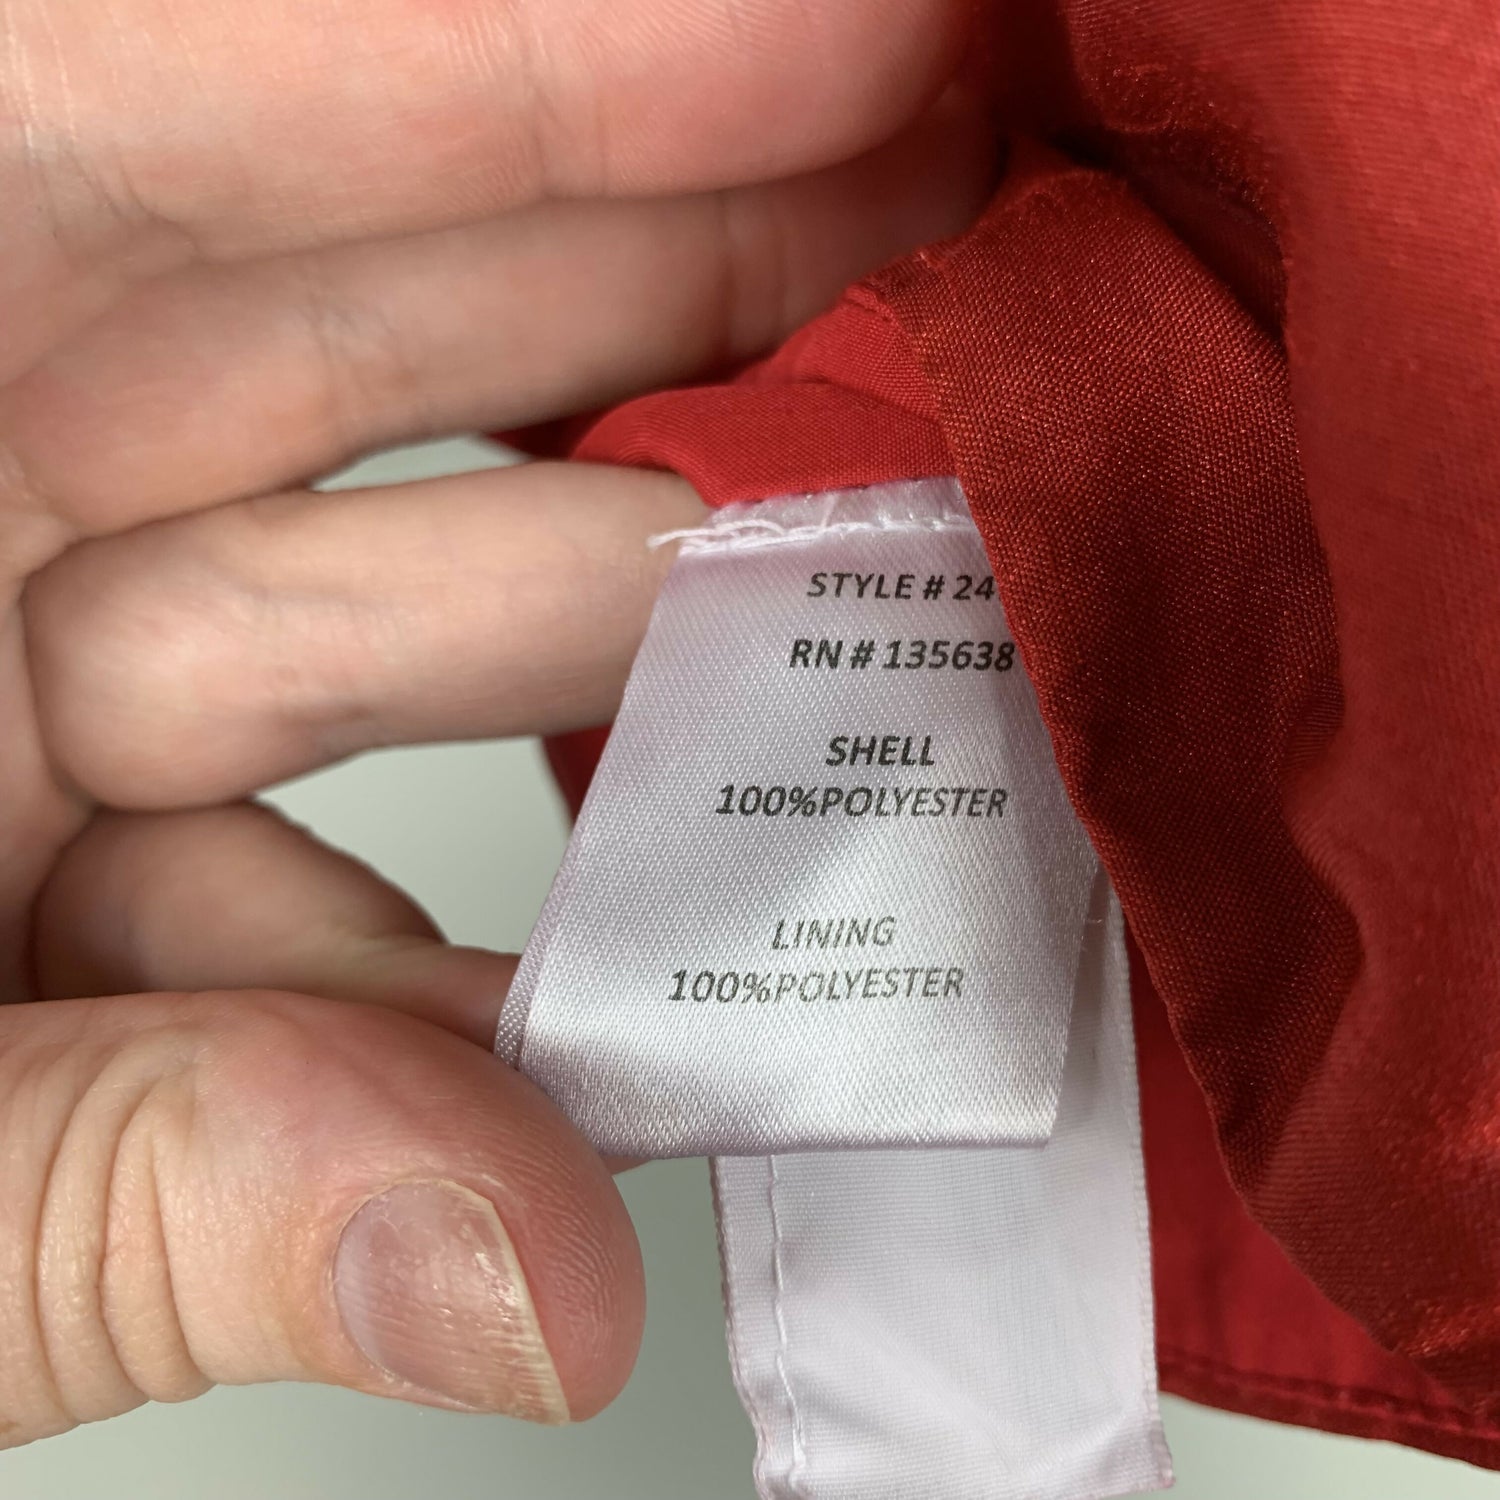 STYLE # 24
RN # 135638
SHELL
100%POLYESTER
LINING
100%POLYESTER